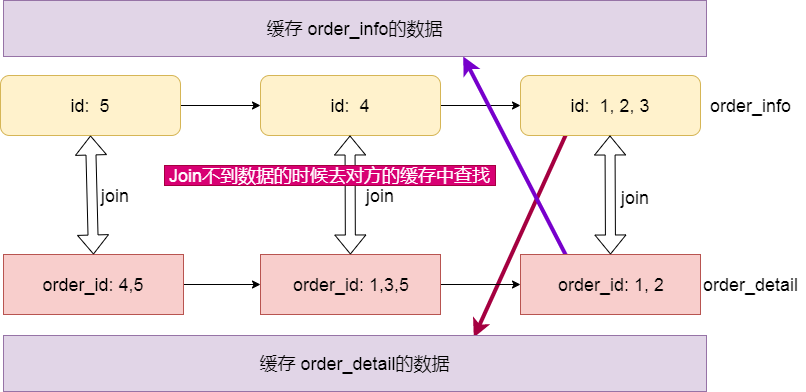 缓存 order_info的数据
id:  5
id:  4
id:  1, 2, 3
order_info
Join不到数据的时候去对方的缓存中查找
join
join
join
order_id: 4,5
order_id: 1,3,5
order_id: 1, 2
order_detail
缓存 order_detail的数据